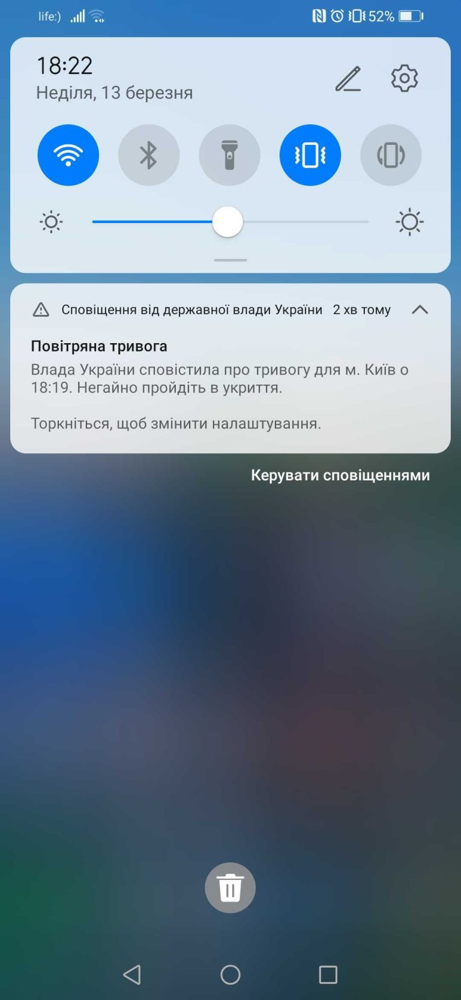 life:) 52%
18:22
Неділя, 13 березня
Сповіщення від державної влади України 2 хв тому
Повітряна тривога
Влада України сповістила про тривогу для м. Київ о
18:19. Негайно пройдіть в укриття.
Торкніться, щоб змінити налаштування.
Керувати сповіщеннями